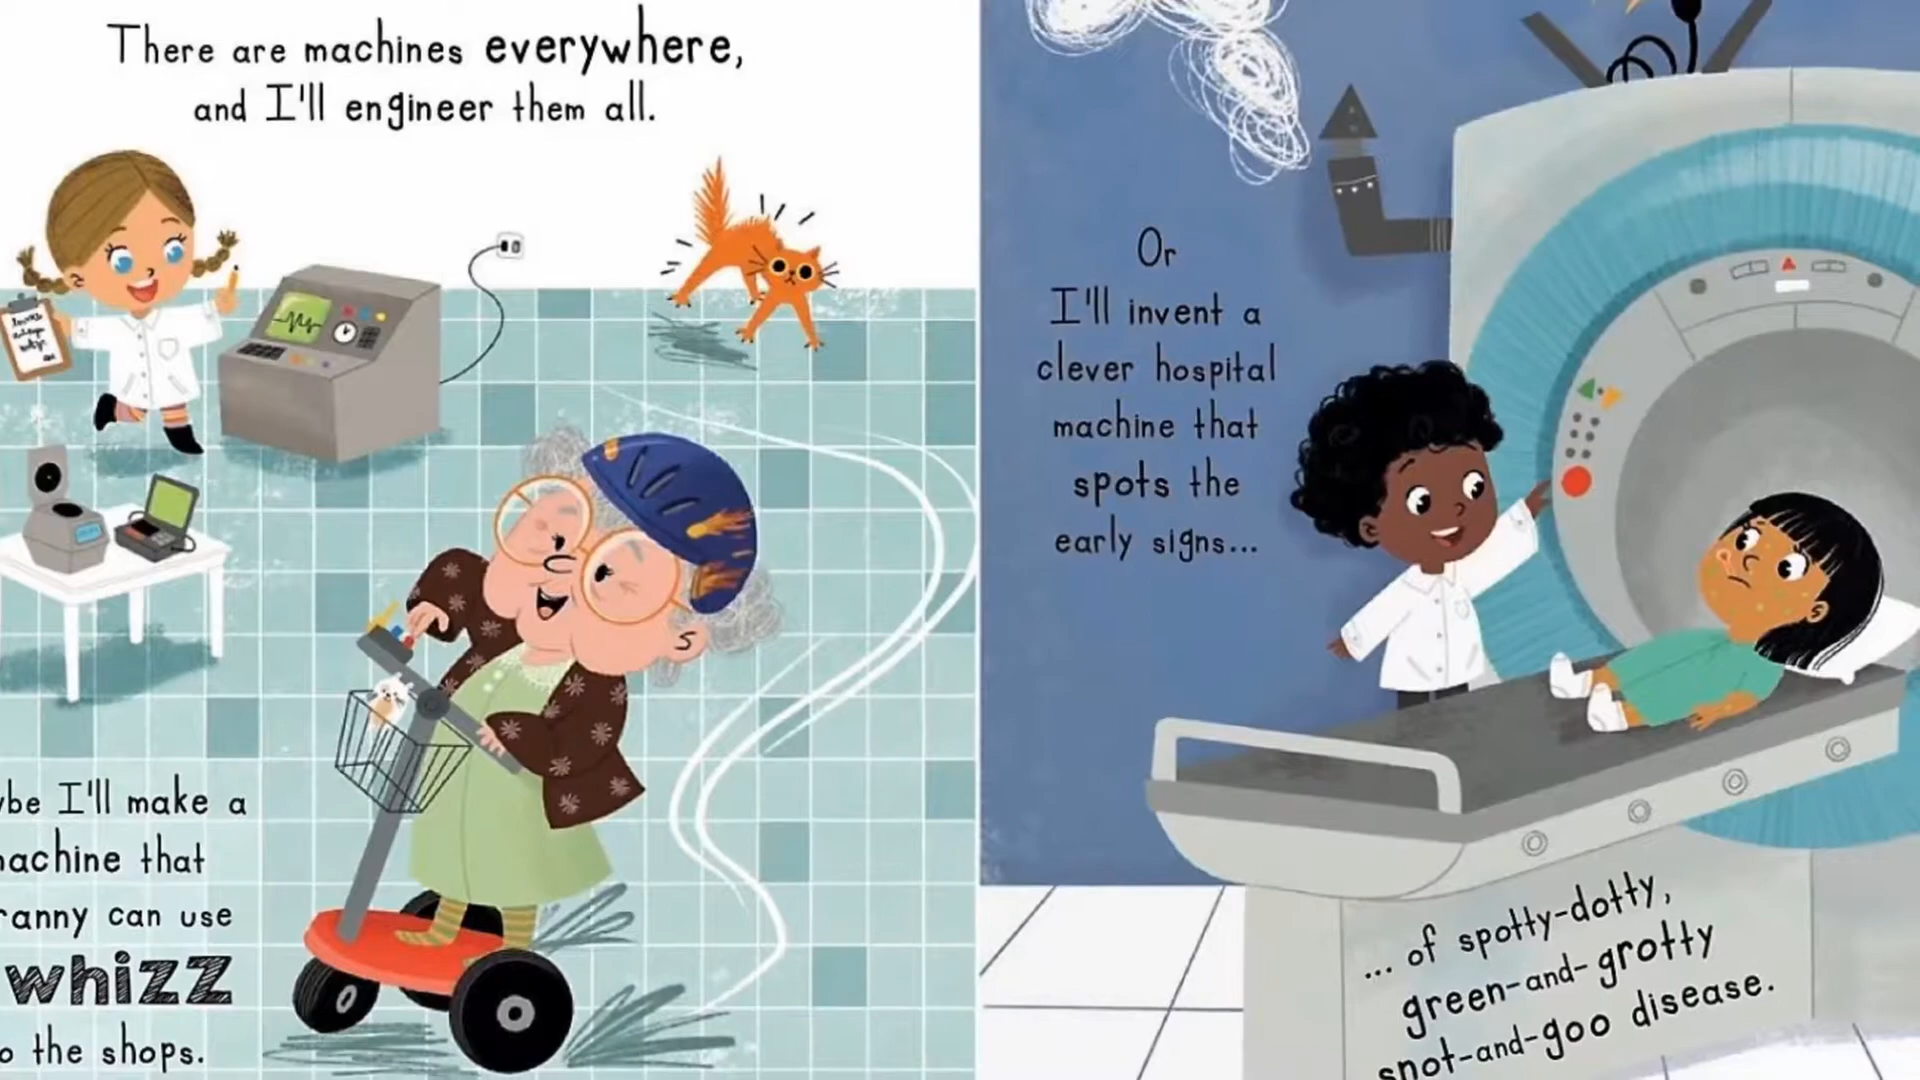 There are machines everywhere,
and I'll engineer them all.
ybe I'll make a
machine that
ranny can use
whizz
o the shops.
Or
I'll invent a
clever hospital
machine that
spots the
early signs...
... of spotty-dotty,
green-and-grotty
snot-and-goo disease.